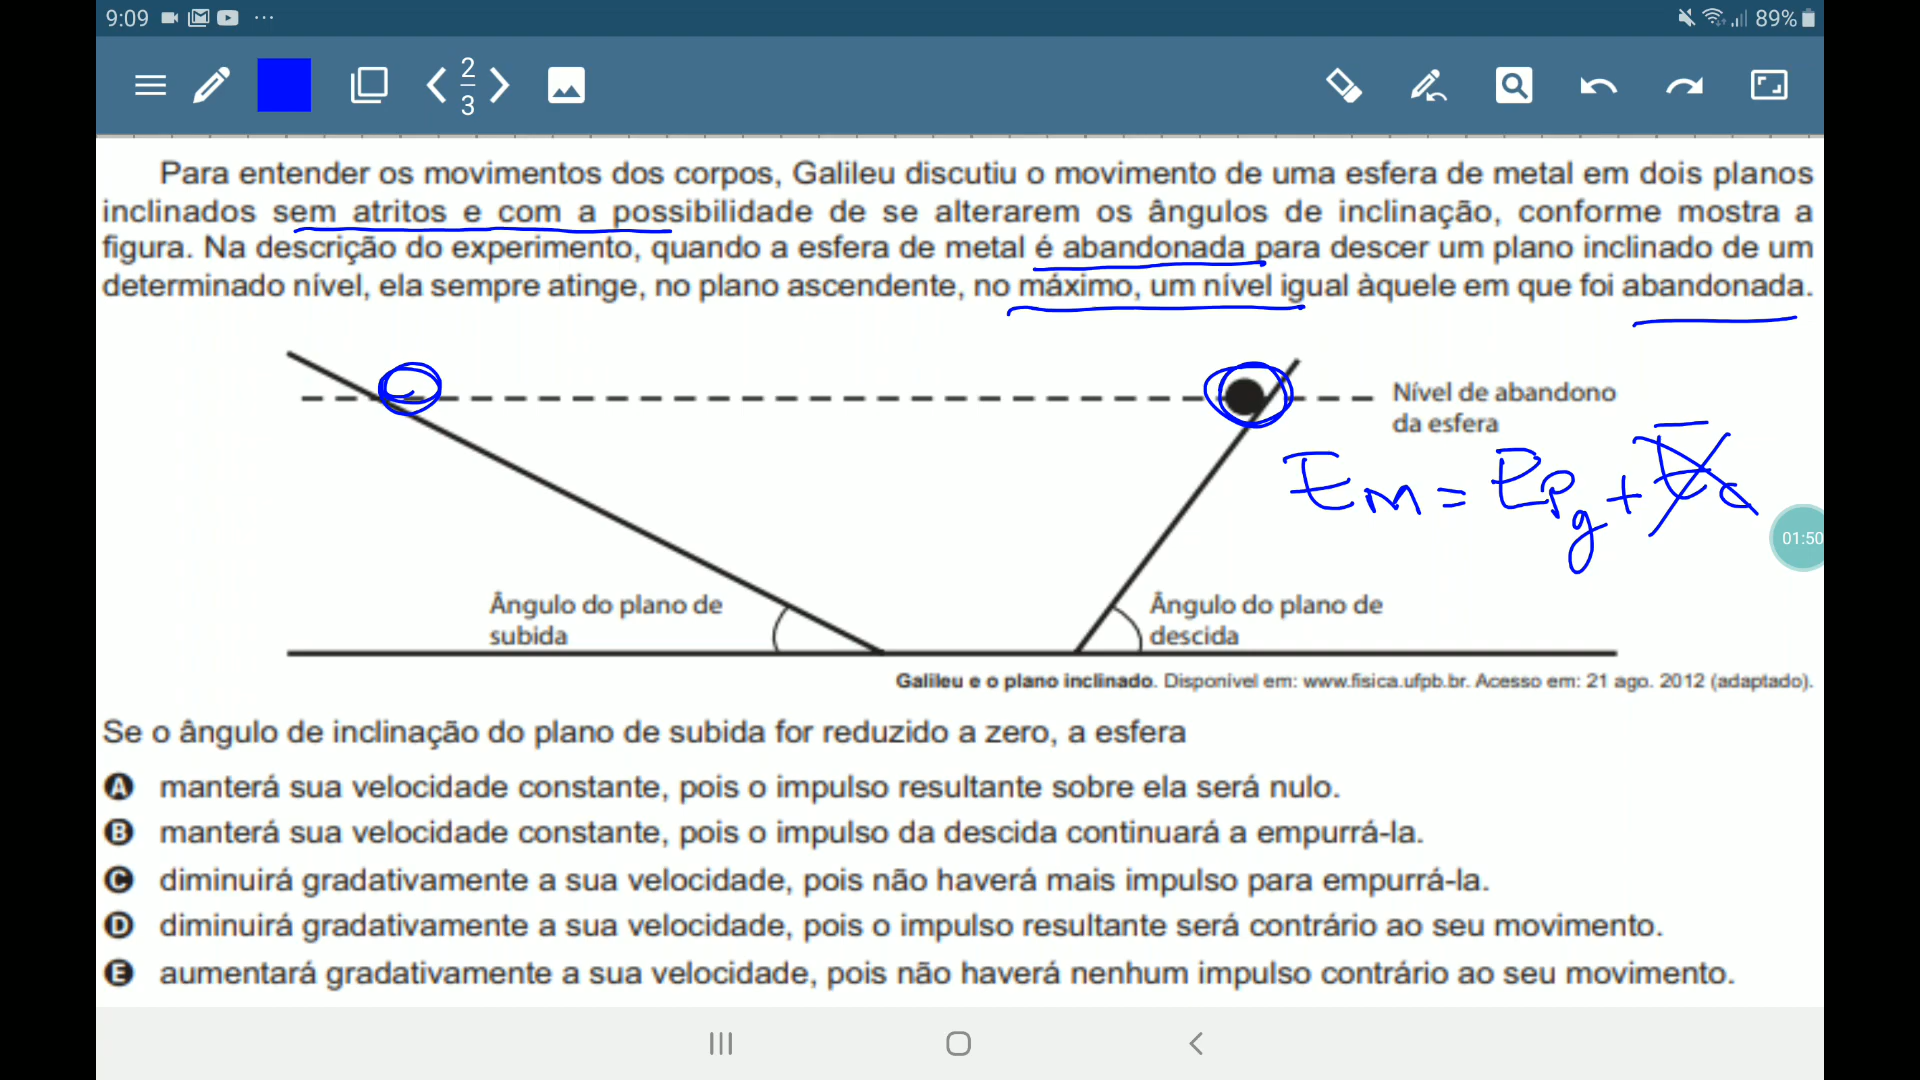 9:09 ... 89%
2
3
Para entender os movimentos dos corpos, Galileu discutiu o movimento de uma esfera de metal em dois planos
inclinados sem atritos e com a possibilidade de se alterarem os ângulos de inclinação, conforme mostra a
figura. Na descrição do experimento, quando a esfera de metal é abandonada para descer um plano inclinado de um
determinado nível, ela sempre atinge, no plano ascendente, no máximo, um nível igual àquele em que foi abandonada.
Nível de abandono
da esfera
Em = Epg + Ec
01:50
Ângulo do plano de
subida
Ângulo do plano de
descida
Galileu e o plano inclinado. Disponível em: www.fisica.ufpb.br. Acesso em: 21 ago. 2012 (adaptado).
Se o ângulo de inclinação do plano de subida for reduzido a zero, a esfera
A manterá sua velocidade constante, pois o impulso resultante sobre ela será nulo.
B manterá sua velocidade constante, pois o impulso da descida continuará a empurrá-la.
C diminuirá gradativamente a sua velocidade, pois não haverá mais impulso para empurrá-la.
D diminuirá gradativamente a sua velocidade, pois o impulso resultante será contrário ao seu movimento.
E aumentará gradativamente a sua velocidade, pois não haverá nenhum impulso contrário ao seu movimento.